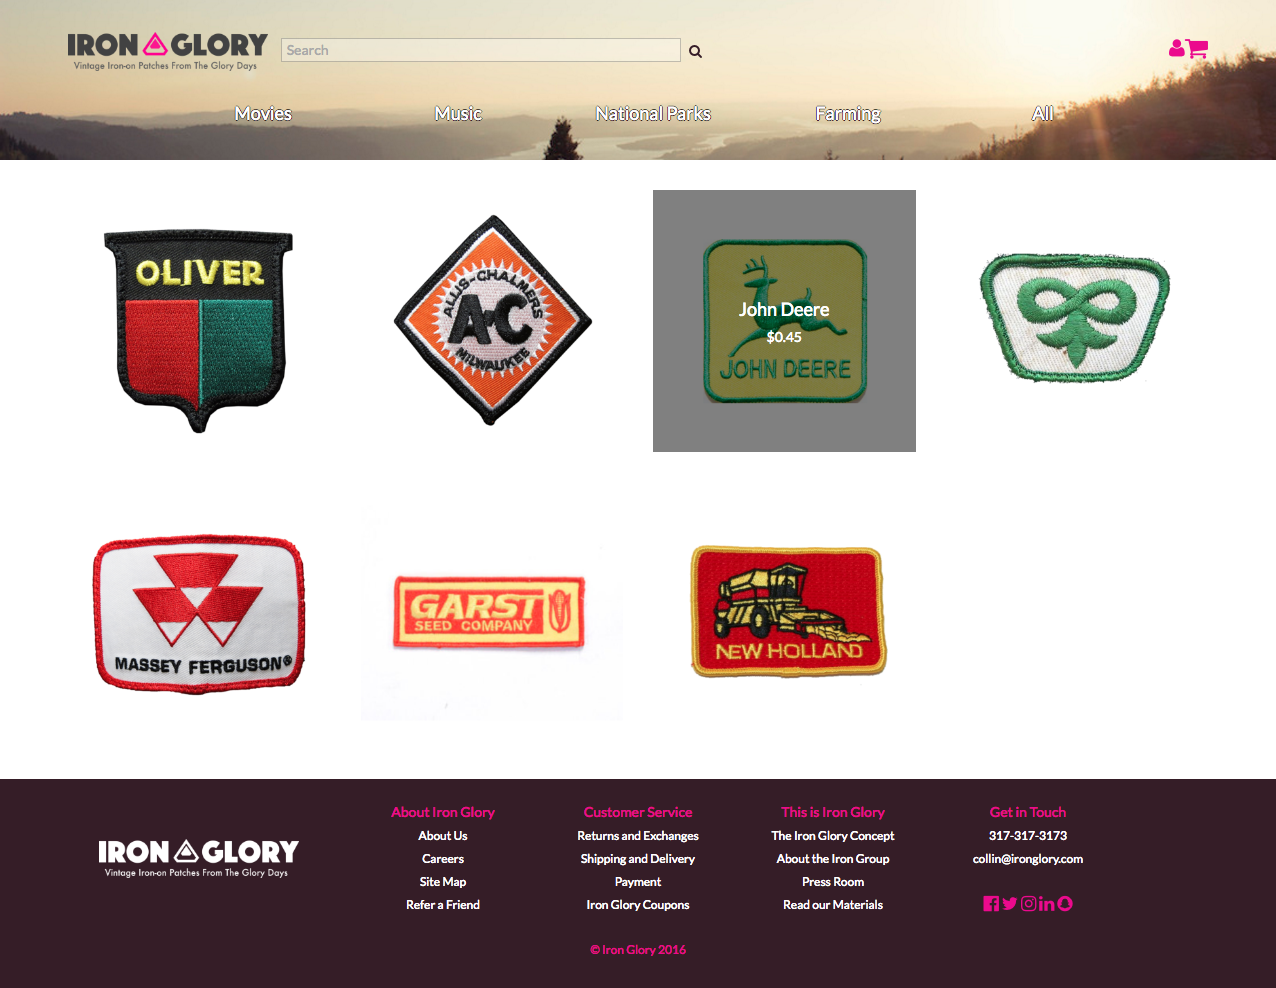 IRON GLORY
Vintage Iron-on Patches From The Glory Days
Search
Movies
Music
National Parks
Farming
All
OLIVER
ALLIS-CHALMERS
A-C
MILWAUKEE
John Deere
$0.45
JOHN DEERE
MASSEY FERGUSON®
GARST
SEED COMPANY
NEW HOLLAND
IRON GLORY
Vintage Iron-on Patches From The Glory Days
About Iron Glory
About Us
Careers
Site Map
Refer a Friend
Customer Service
Returns and Exchanges
Shipping and Delivery
Payment
Iron Glory Coupons
This is Iron Glory
The Iron Glory Concept
About the Iron Group
Press Room
Read our Materials
Get in Touch
317-317-3173
collin@ironglory.com
© Iron Glory 2016